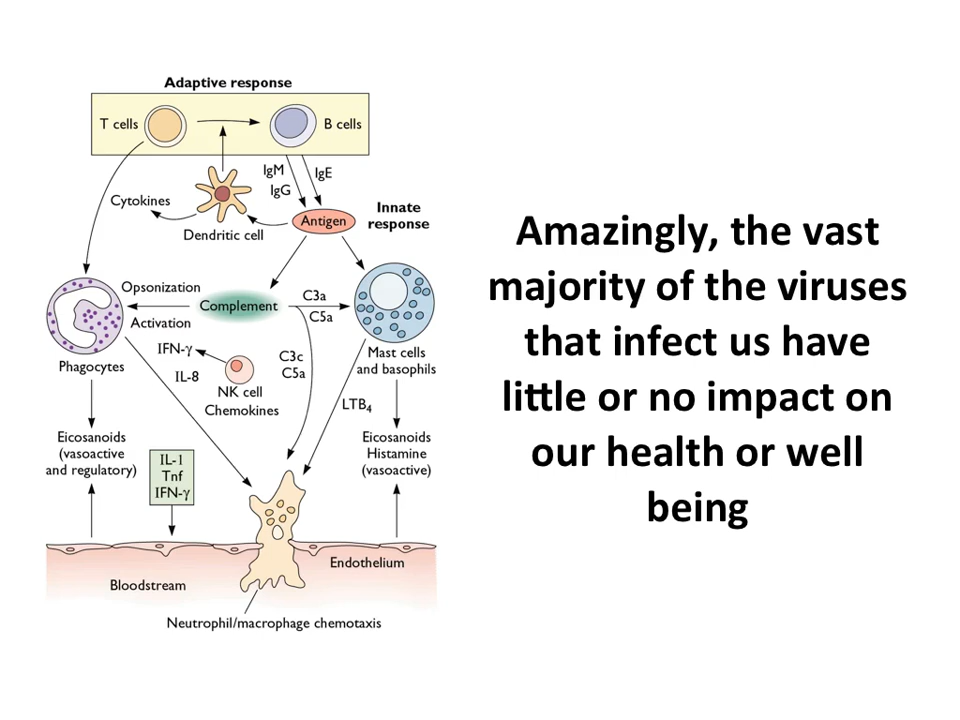 Adaptive response
T cells
B cells
IgM
IgE
IgG
Cytokines
Dendritic cell
Antigen
Innate
response
Opsonization
Complement
C3a
C5a
Activation
Phagocytes
IFN-γ
IL-8
NK cell
Chemokines
C3c
C5a
Mast cells
and basophils
LTB₄
Eicosanoids
(vasoactive
and regulatory)
IL-1
Tnf
IFN-γ
Eicosanoids
Histamine
(vasoactive)
Endothelium
Bloodstream
Neutrophil/macrophage chemotaxis
Amazingly, the vast
majority of the viruses
that infect us have
little or no impact on
our health or well
being